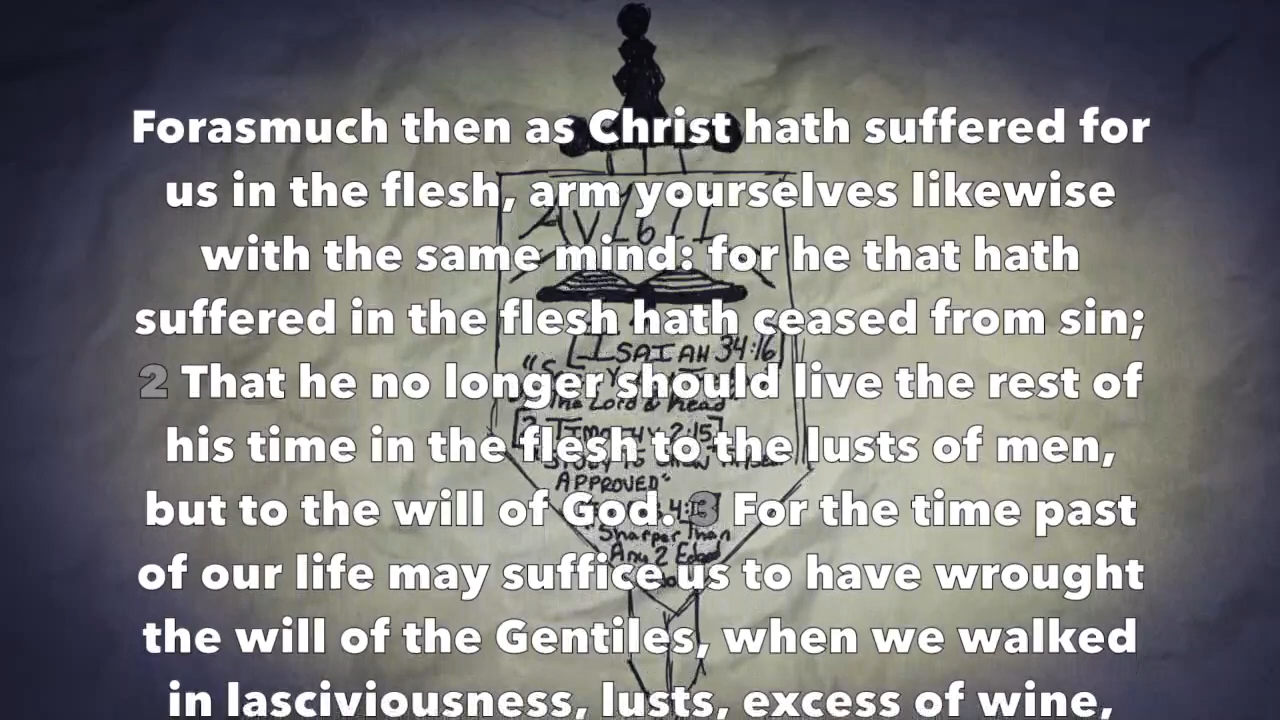 Forasmuch then as Christ hath suffered for
us in the flesh, arm yourselves likewise
AV1611
with the same mind: for he that hath
suffered in the flesh hath ceased from sin;
[ISAIAH 34:16]
2 That he no longer should live the rest of
The Lord & Read"
[2 TIMOTHY 2:15]
his time in the flesh to the lusts of men,
"STUDY TO SHEW THYSELF
APPROVED"
but to the will of God. 3 For the time past
"Sharper Than
Any 2 Edged
of our life may suffice us to have wrought
the will of the Gentiles, when we walked
in lasciviousness, lusts, excess of wine,